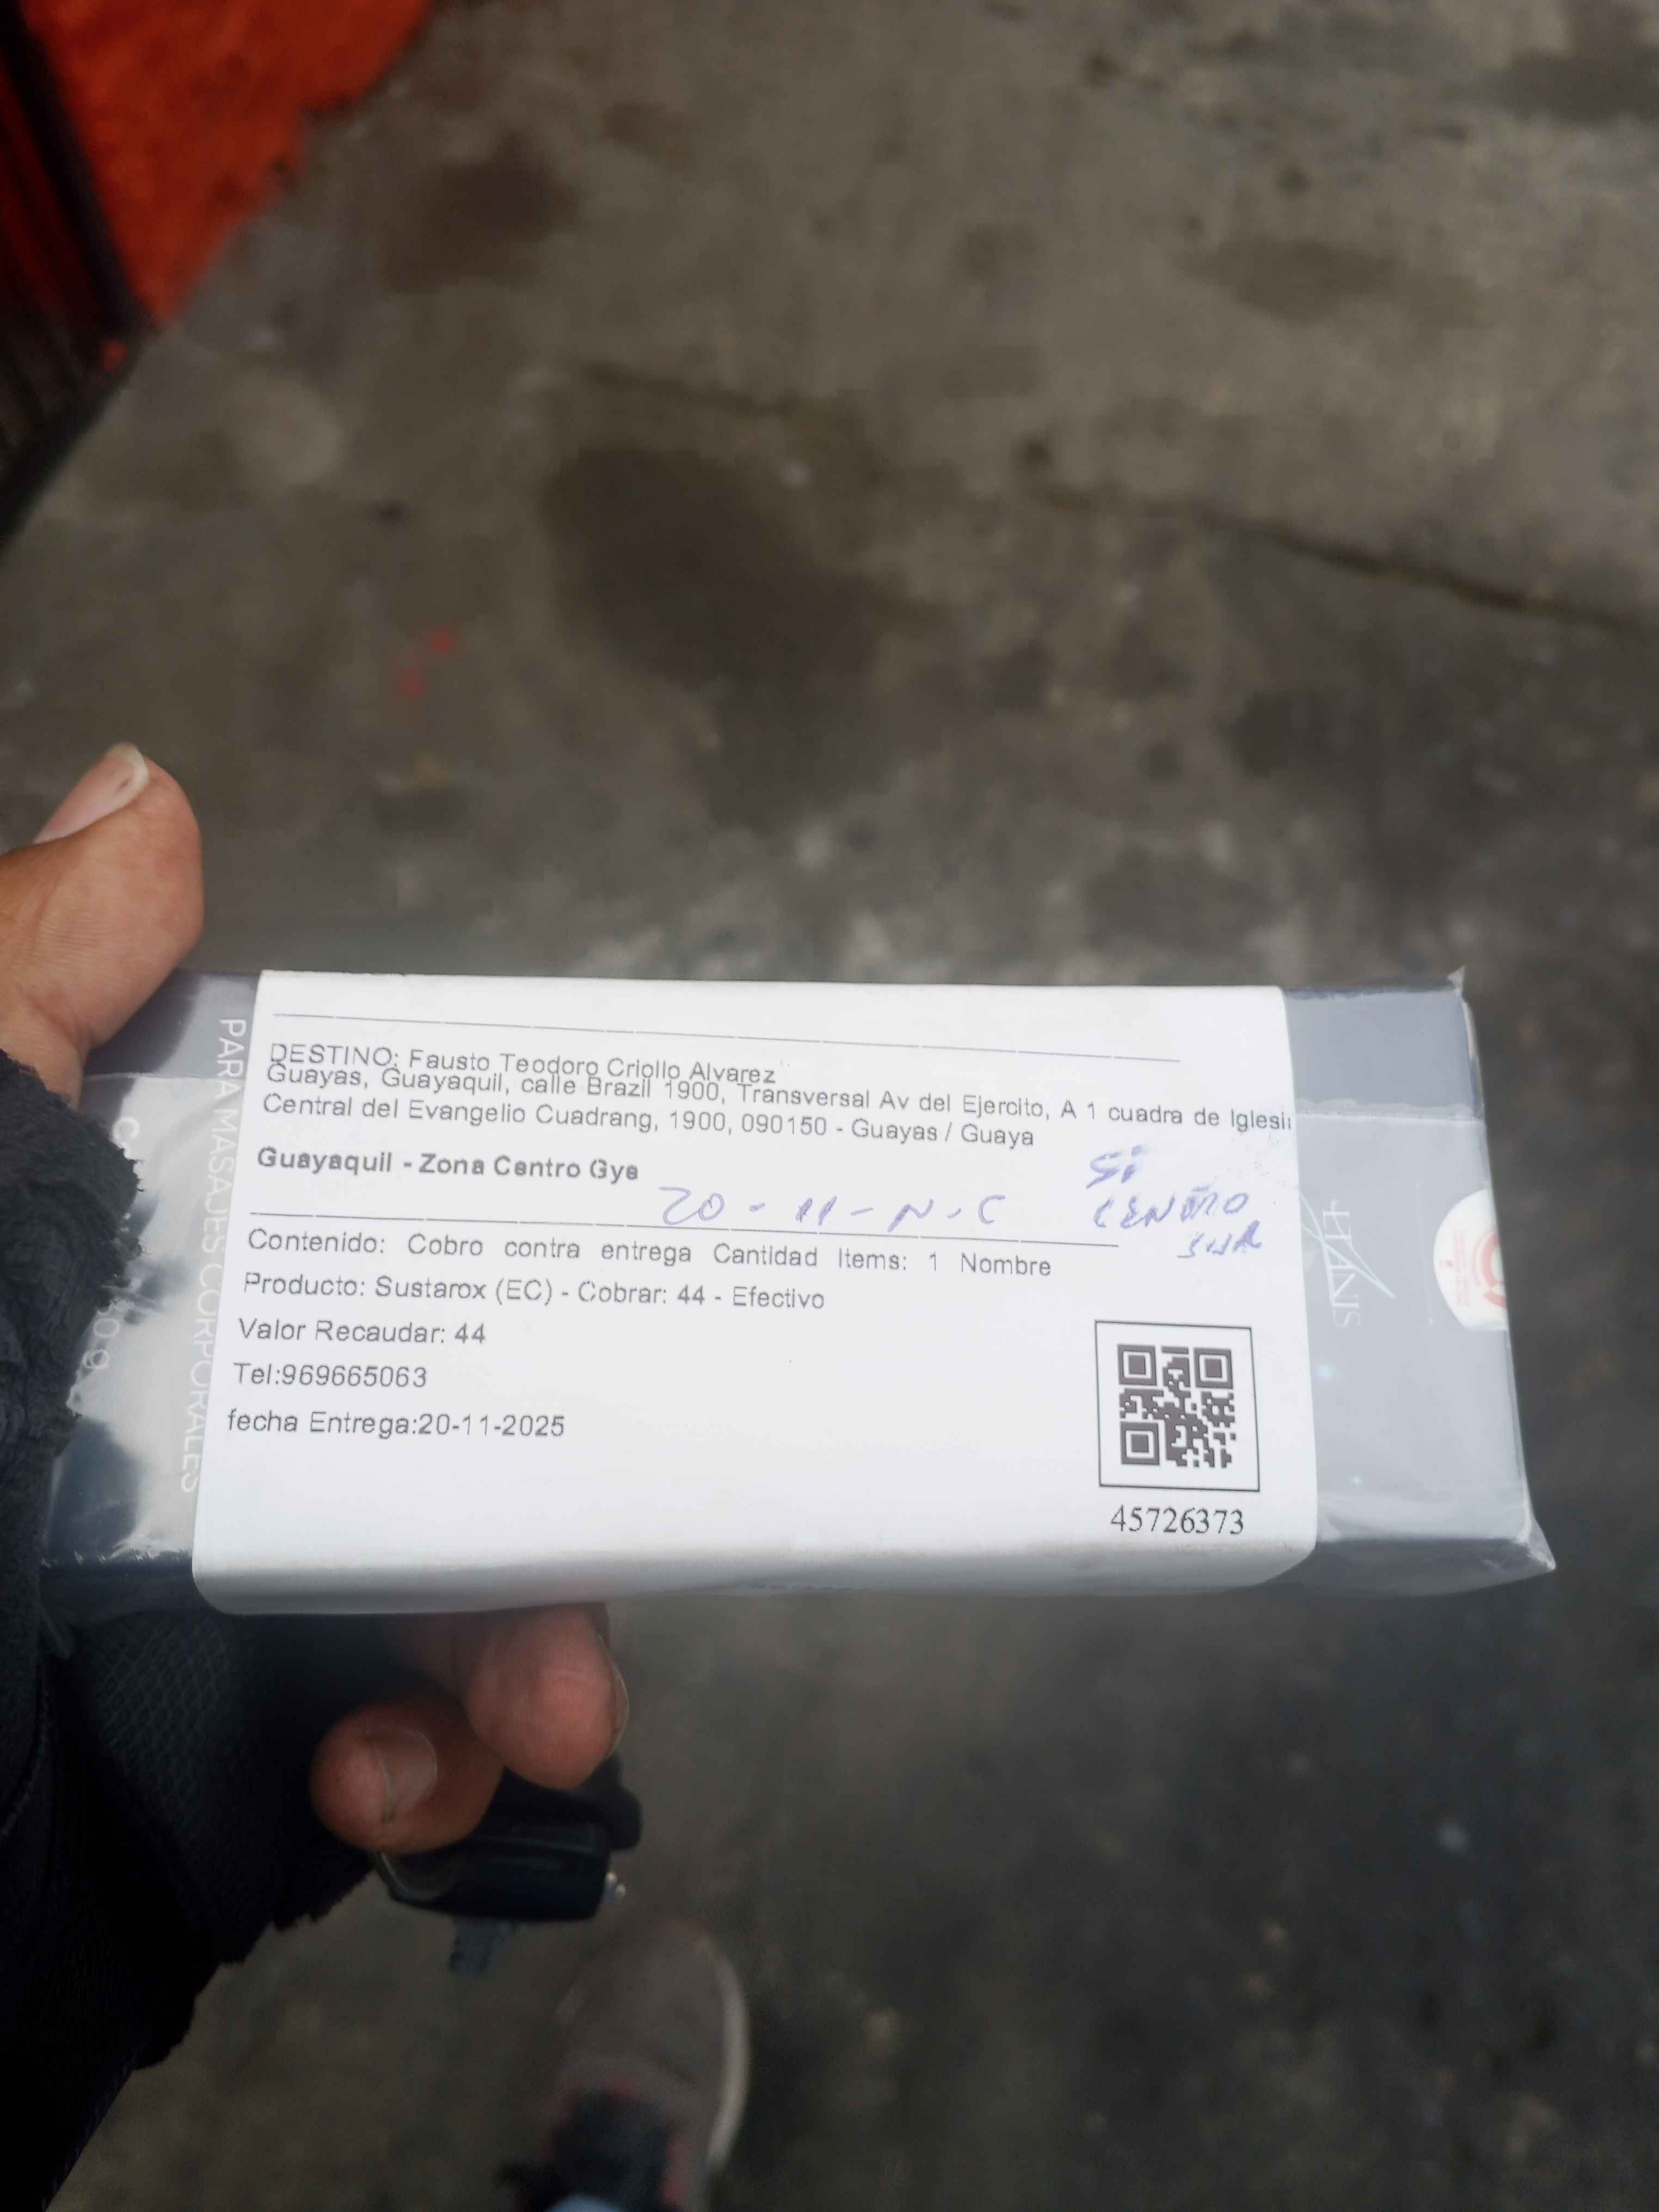 DESTINO: Fausto Teodoro Criollo Alvarez
Guayas, Guayaquil, calle Brazil 1900, Transversal Av del Ejercito, A 1 cuadra de Iglesi
Central del Evangelio Cuadrang, 1900, 090150 - Guayas / Guaya
Guayaquil - Zona Centro Gye
Si
CENTRO
20 - 11 - N . C
Contenido: Cobro contra entrega Cantidad Items: 1 Nombre
Producto: Sustarox (EC) - Cobrar: 44 - Efectivo
Valor Recaudar: 44
Tel:969665063
fecha Entrega:20-11-2025
45726373
PARA MASAJES CORPORALES